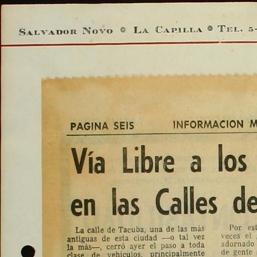 SALVADOR NOVO LA CAPILLA TEL. 5-
PAGINA SEIS INFORMACION M
Vía Libre a los
en las Calles de
La calle de Tacuba, una de las más
antiguas de esta ciudad —o tal vez
la más—, cerró ayer el paso a toda
clase de vehículos, principalmente
Por est
veces el
adornado
de gente